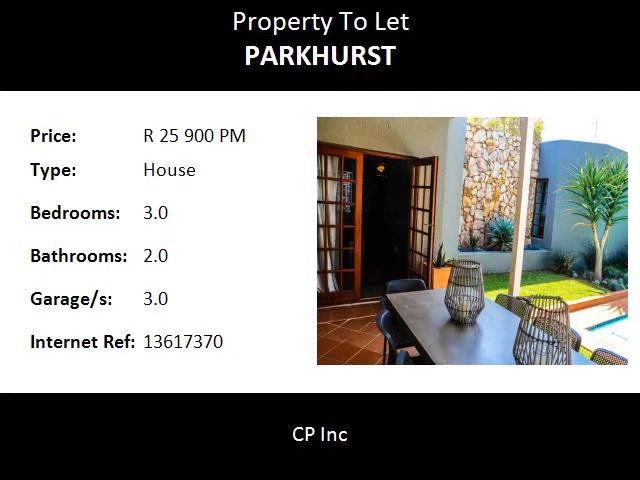 Property To Let
PARKHURST
Price: R 25 900 PM
Type: House
Bedrooms: 3.0
Bathrooms: 2.0
Garage/s: 3.0
Internet Ref: 13617370
CP Inc